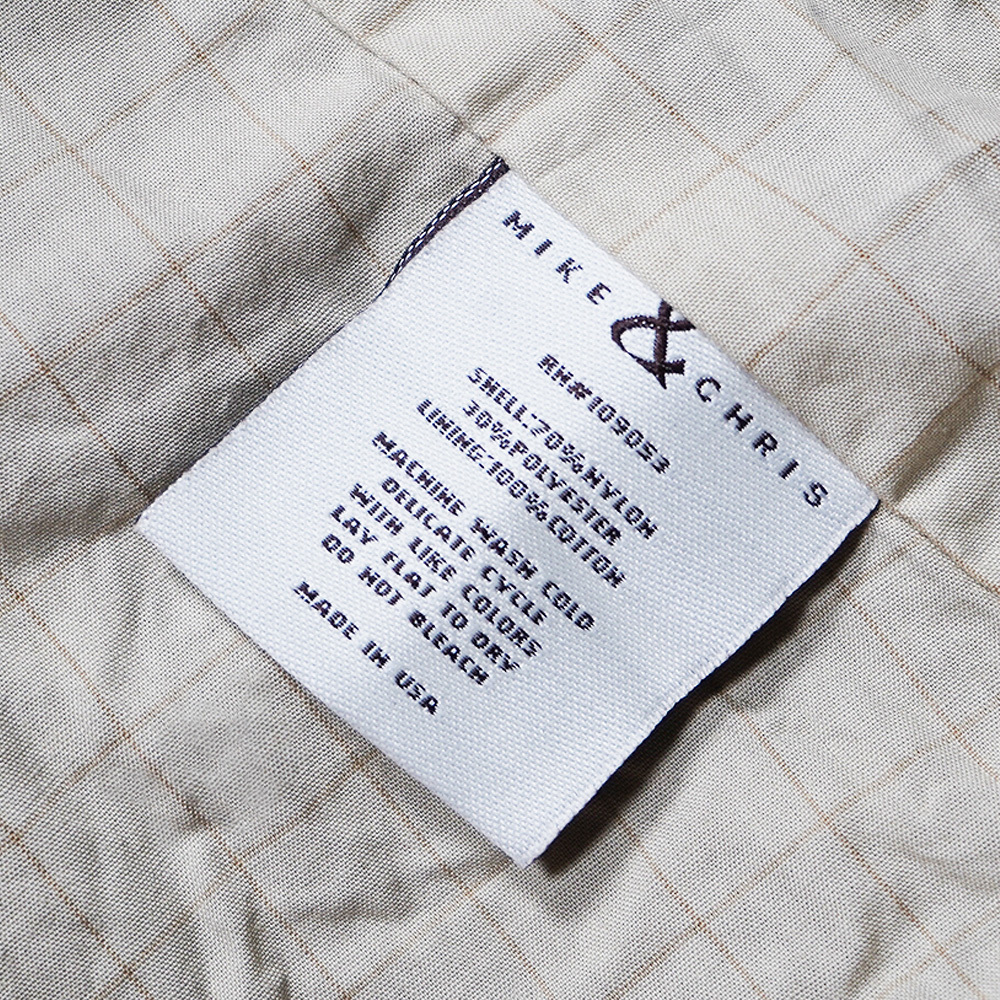 MIKE & CHRIS
RN#109053
SHELL:70%NYLON
30%POLYESTER
LINING:100%COTTON
MACHINE WASH COLD
DELICATE CYCLE
WITH LIKE COLORS
LAY FLAT TO DRY
DO NOT BLEACH
MADE IN USA